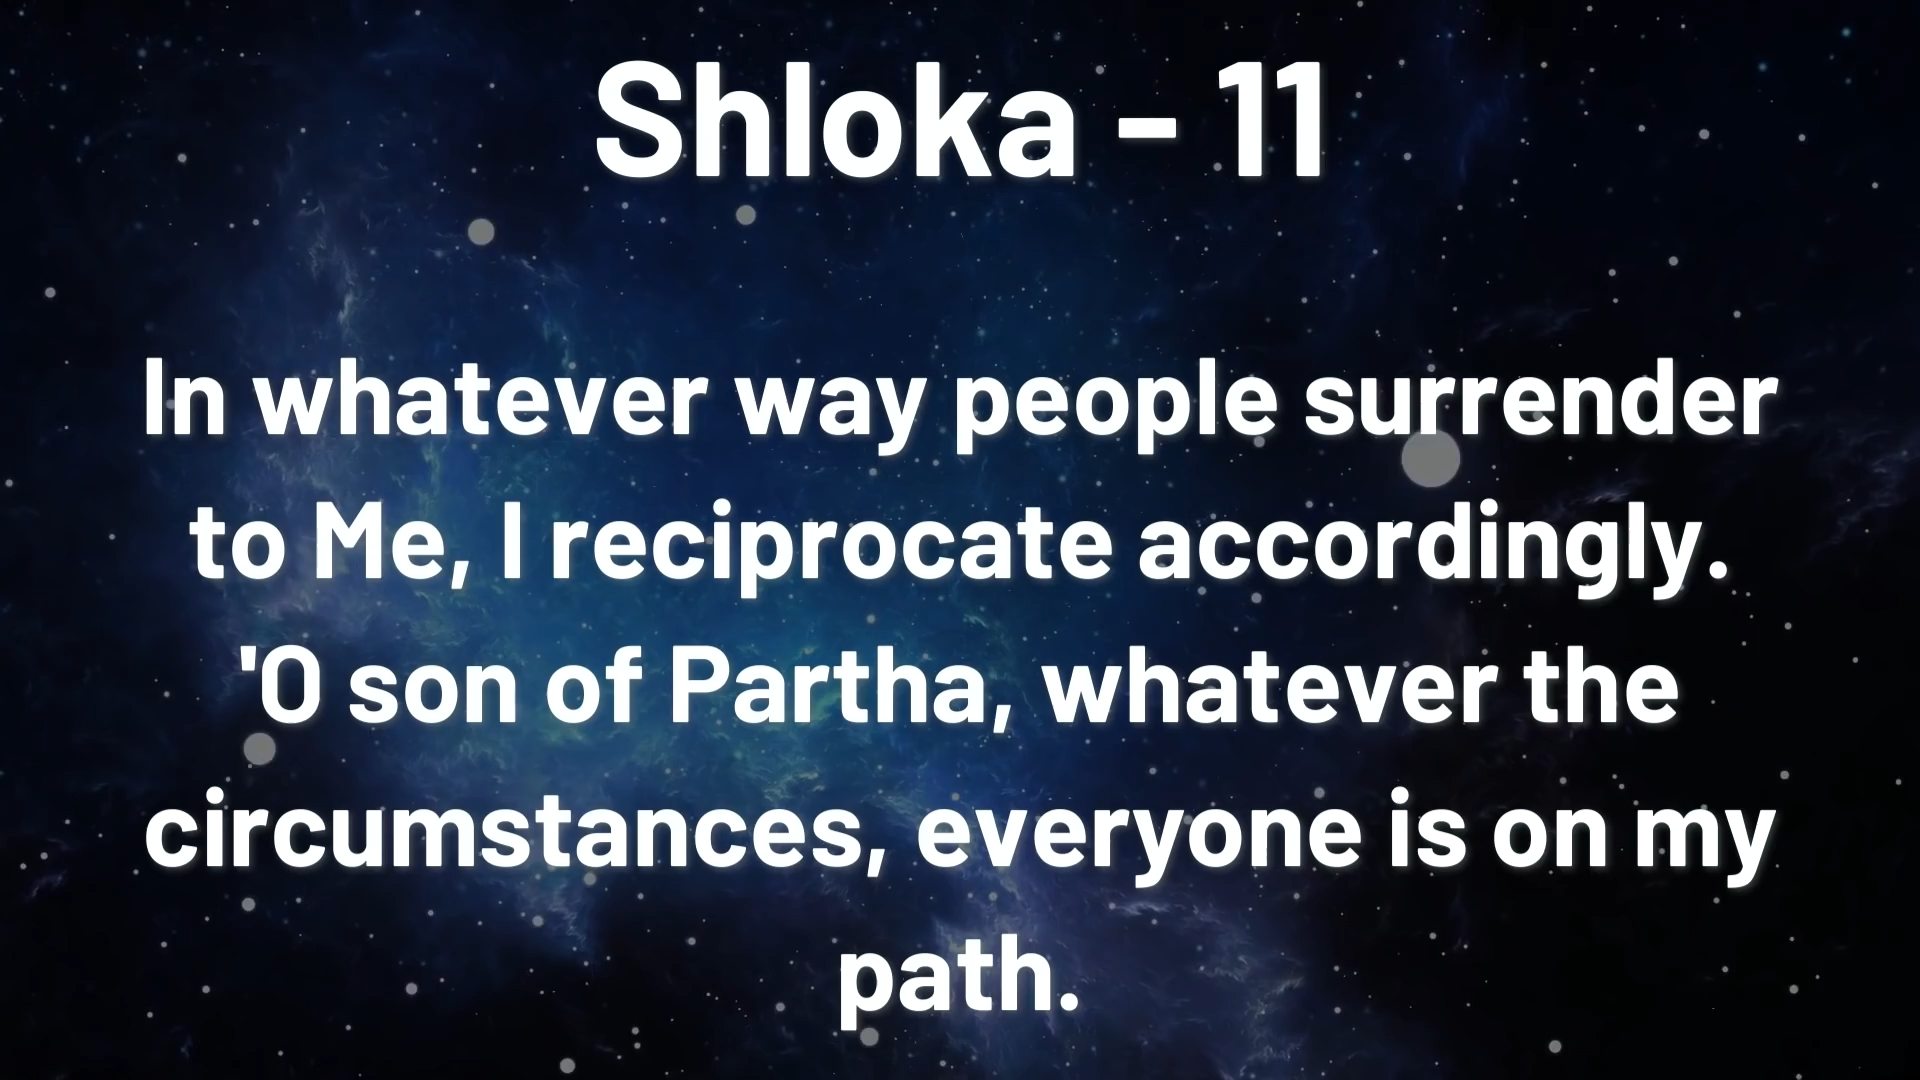 Shloka - 11
In whatever way people surrender
to Me, I reciprocate accordingly.
'O son of Partha, whatever the
circumstances, everyone is on my
path.